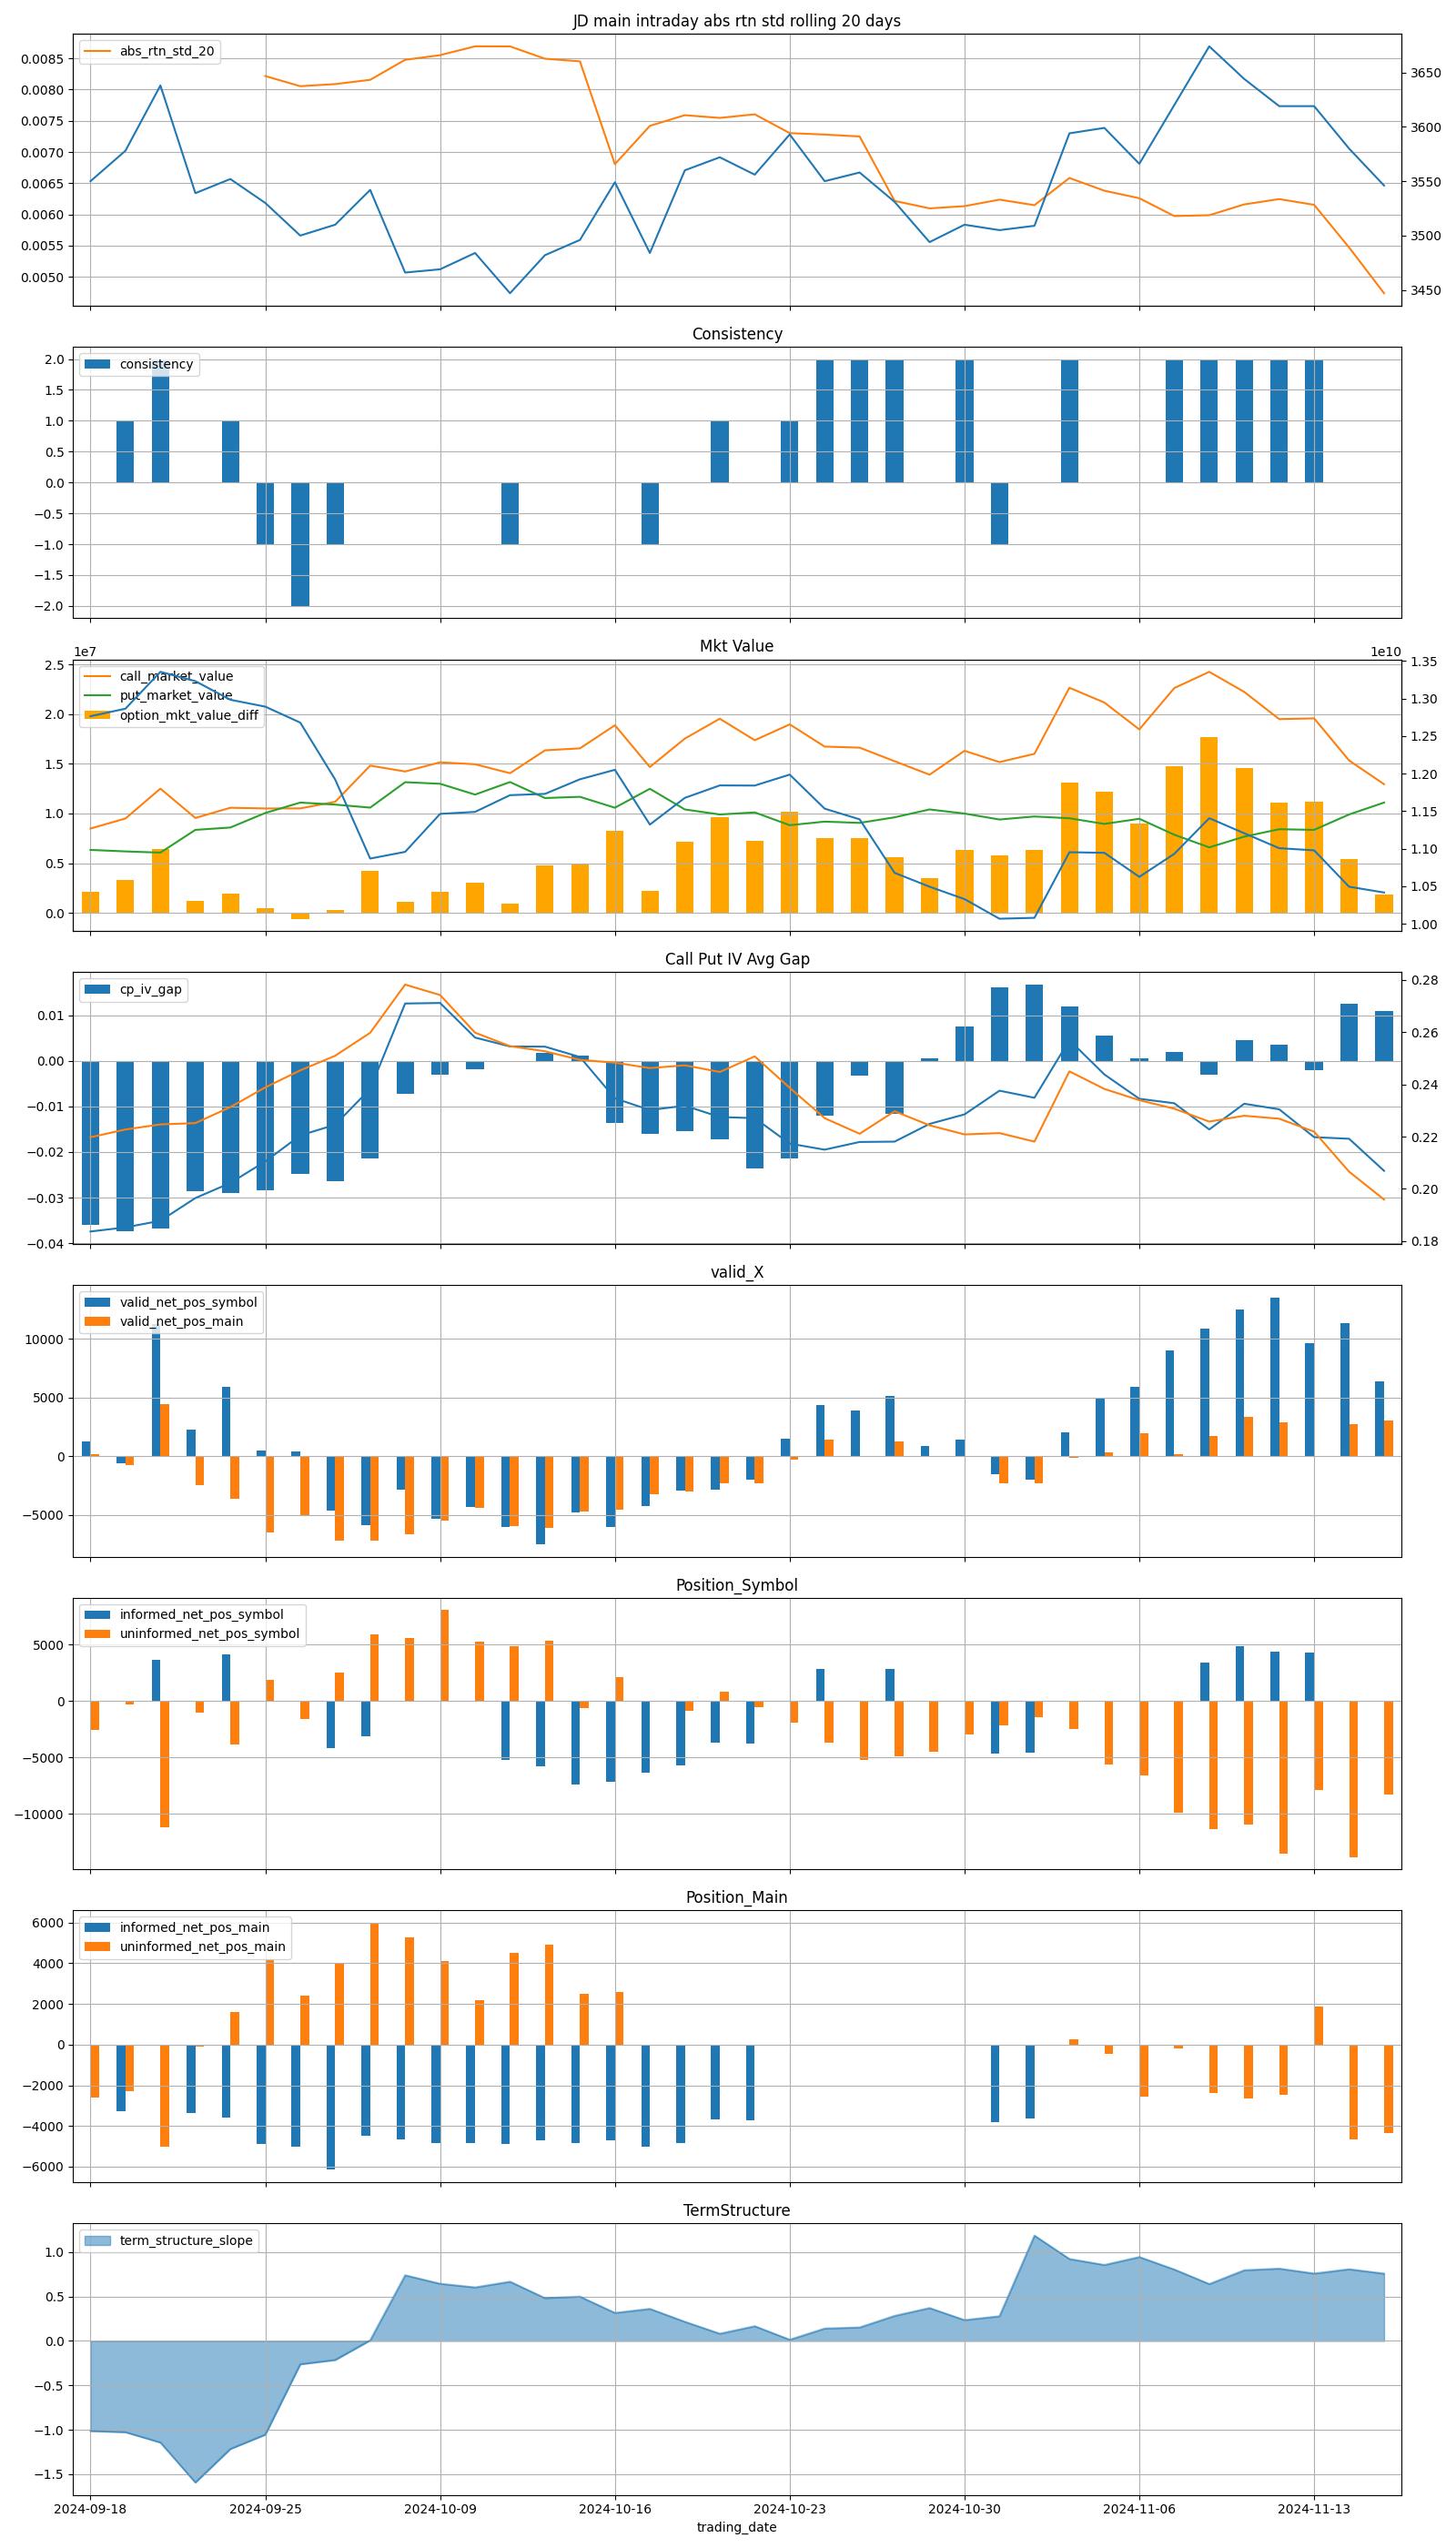 JD main intraday abs rtn std rolling 20 days
abs_rtn_std_20
0.0085
0.0080
0.0075
0.0070
0.0065
0.0060
0.0055
0.0050
3650
3600
3550
3500
3450
Consistency
consistency
2.0
1.5
1.0
0.5
0.0
−0.5
−1.0
−1.5
−2.0
Mkt Value
1e7
1e10
call_market_value
put_market_value
option_mkt_value_diff
2.5
2.0
1.5
1.0
0.5
0.0
1.35
1.30
1.25
1.20
1.15
1.10
1.05
1.00
Call Put IV Avg Gap
cp_iv_gap
0.01
0.00
−0.01
−0.02
−0.03
−0.04
0.28
0.26
0.24
0.22
0.20
0.18
valid_X
valid_net_pos_symbol
valid_net_pos_main
10000
5000
0
−5000
Position_Symbol
informed_net_pos_symbol
uninformed_net_pos_symbol
5000
0
−5000
−10000
Position_Main
informed_net_pos_main
uninformed_net_pos_main
6000
4000
2000
0
−2000
−4000
−6000
TermStructure
term_structure_slope
1.0
0.5
0.0
−0.5
−1.0
−1.5
2024-09-18 2024-09-25 2024-10-09 2024-10-16 2024-10-23 2024-10-30 2024-11-06 2024-11-13
trading_date